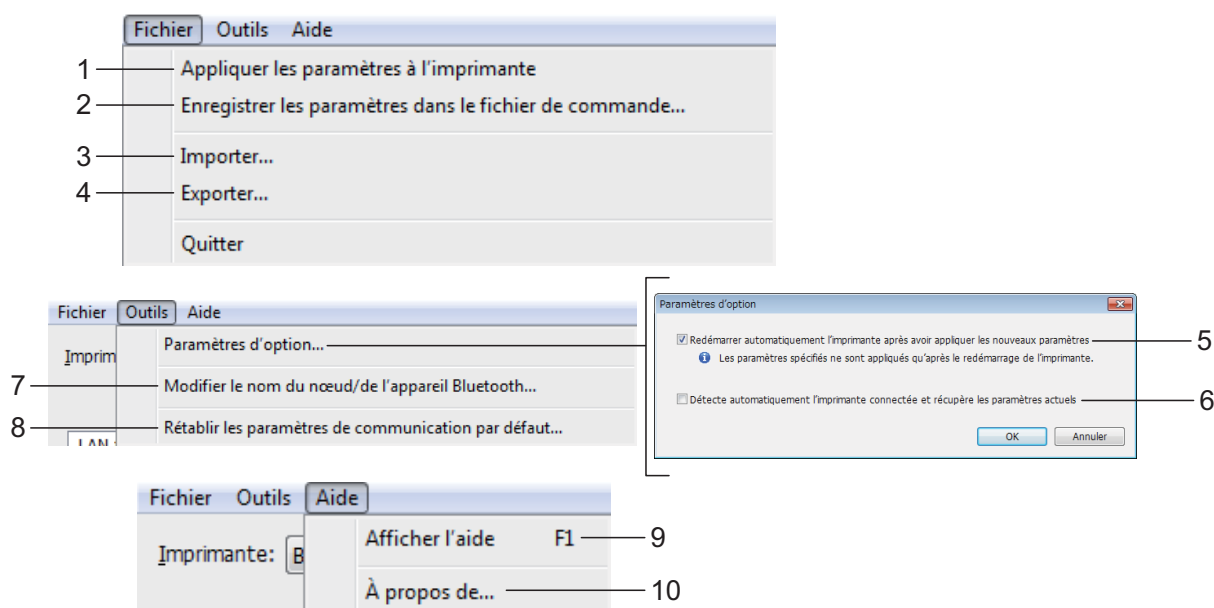 Fichier Outils Aide
1 Appliquer les paramètres à l'imprimante
2 Enregistrer les paramètres dans le fichier de commande...
3 Importer...
4 Exporter...
Quitter
Fichier Outils Aide
Imprim
Paramètres d'option...
7 Modifier le nom du nœud/de l'appareil Bluetooth...
8 Rétablir les paramètres de communication par défaut...
LAN
Paramètres d'option
Redémarrer automatiquement l'imprimante après avoir appliquer les nouveaux paramètres 5
Les paramètres spécifiés ne sont appliqués qu'après le redémarrage de l'imprimante.
Détecte automatiquement l'imprimante connectée et récupère les paramètres actuels 6
OK Annuler
Fichier Outils Aide
Imprimante: B
Afficher l'aide F1 9
À propos de... 10